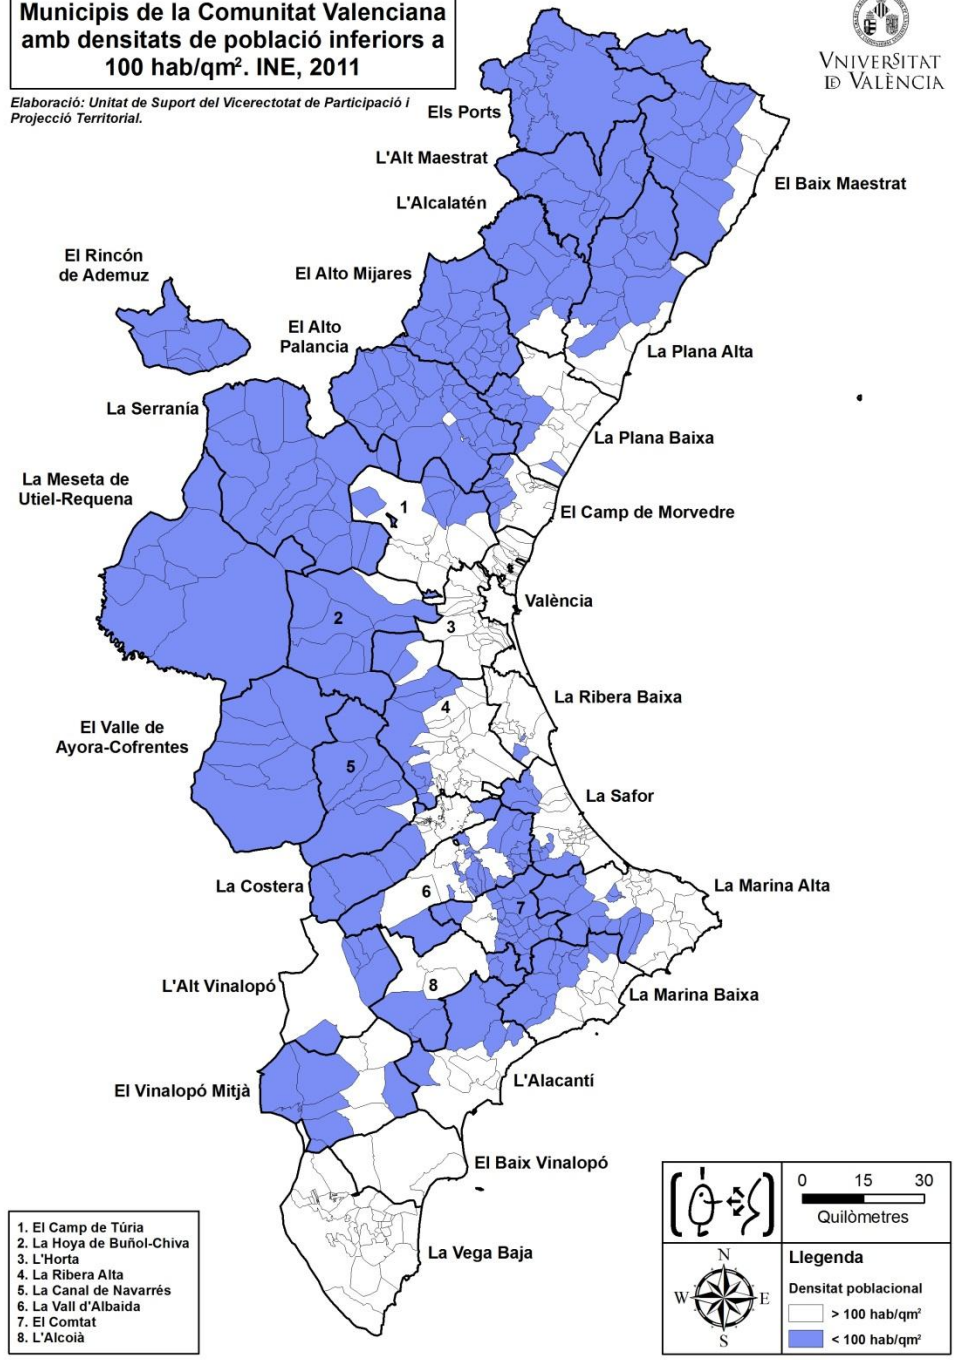 Municipis de la Comunitat Valenciana
amb densitats de població inferiors a
100 hab/qm². INE, 2011
Elaboració: Unitat de Suport del Vicerectotat de Participació i
Projecció Territorial.
VNIVERSITAT
ID VALÈNCIA
Els Ports
L'Alt Maestrat
El Baix Maestrat
L'Alcalatén
El Rincón
de Ademuz
El Alto Mijares
El Alto
Palancia
La Plana Alta
La Serranía
La Plana Baixa
La Meseta de
Utiel-Requena
1
El Camp de Morvedre
València
2
3
La Ribera Baixa
4
El Valle de
Ayora-Cofrentes
5
La Safor
La Costera
La Marina Alta
6
7
L'Alt Vinalopó
8
La Marina Baixa
El Vinalopó Mitjà
L'Alacantí
El Baix Vinalopó
La Vega Baja
1. El Camp de Túria
2. La Hoya de Buñol-Chiva
3. L'Horta
4. La Ribera Alta
5. La Canal de Navarrés
6. La Vall d'Albaida
7. El Comtat
8. L'Alcoià
0 15 30
Quilòmetres
N
W E
S
Llegenda
Densitat poblacional
> 100 hab/qm²
< 100 hab/qm²